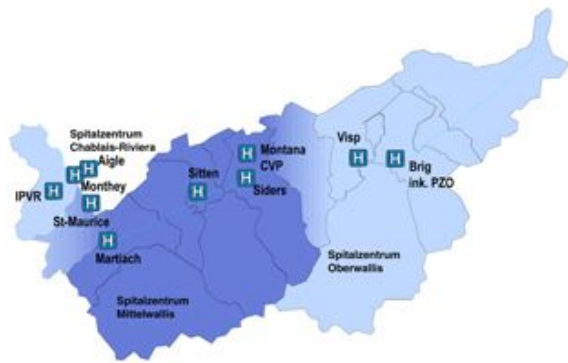 Spitalzentrum
Chablais-Riviera
H
Aigle
H
IPVR
H
Monthey
H
St-Maurice
H
Martiach
Sitten
H
H
Montana
CVP
H
Siders
Visp
H
H
Brig
ink. PZO
Spitalzentrum
Mittelwallis
Spitalzentrum
Oberwallis